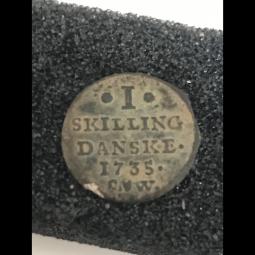 · I ·
SKILLING
DANSKE·
·1735·
C.W.